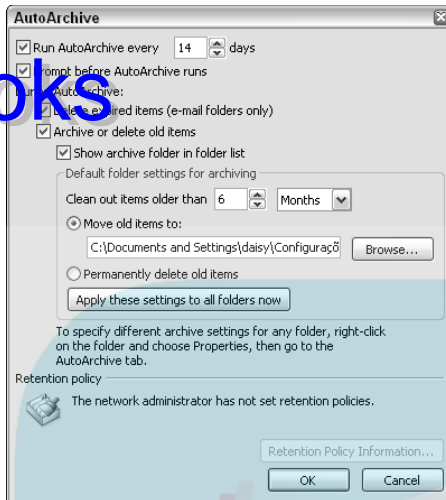 AutoArchive
Run AutoArchive every 14 days
Prompt before AutoArchive runs
oks
During AutoArchive:
Delete expired items (e-mail folders only)
Archive or delete old items
Show archive folder in folder list
Default folder settings for archiving
Clean out items older than 6 Months
Move old items to:
C:\Documents and Settings\daisy\Configuraçõ
Browse...
Permanently delete old items
Apply these settings to all folders now
To specify different archive settings for any folder, right-click
on the folder and choose Properties, then go to the
AutoArchive tab.
Retention policy
The network administrator has not set retention policies.
Retention Policy Information...
OK Cancel